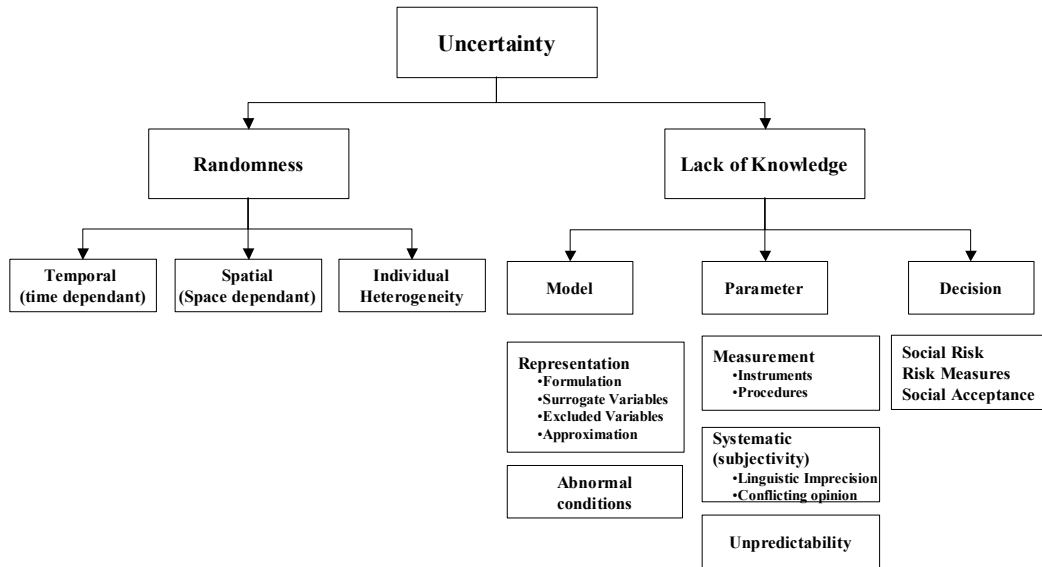 Uncertainty
Randomness
Lack of Knowledge
Temporal
(time dependant)
Spatial
(Space dependant)
Individual
Heterogeneity
Model
Parameter
Decision
Representation
•Formulation
•Surrogate Variables
•Excluded Variables
•Approximation
Abnormal
conditions
Measurement
•Instruments
•Procedures
Systematic
(subjectivity)
•Linguistic Imprecision
•Conflicting opinion
Unpredictability
Social Risk
Risk Measures
Social Acceptance